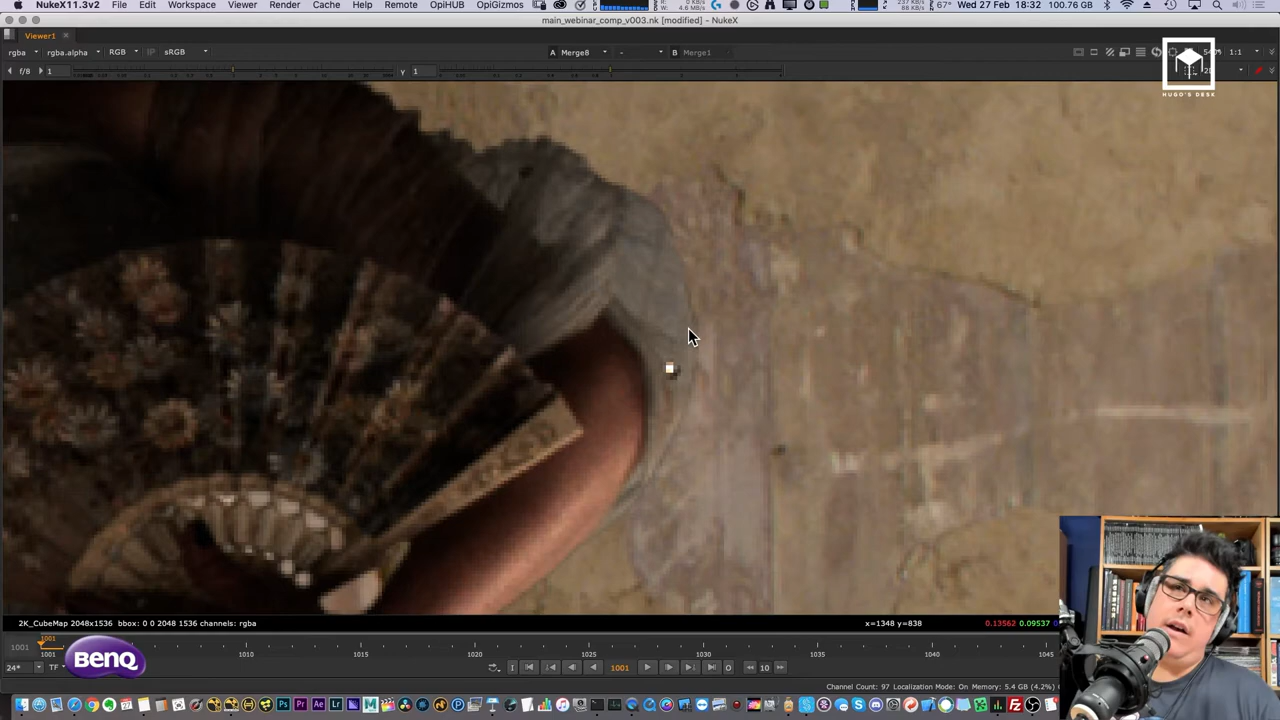 NukeX11.3v2 Edit Workspace Viewer Render Cache Help Remote OpiHUB OpiGizmos 67° Wed 27 Feb 18:32 100.76 GB
main_webinar_comp_v003.nk [modified] - NukeX
Viewer1
rgba rgba.alpha RGB IP sRGB A Merge8 - B Merge1 1:1
f/8 1 y 1
HUGO'S DESK
2K_CubeMap 2048x1536 bbox: 0 0 2048 1536 channels: rgba x=1348 y=838 0.13562 0.09537
1001 1001 1001 1010 1015 1020 1025 1030 1035 1040 1045
24* TF 1001 10
BENQ
Channel Count: 97 Localization Mode: On Memory: 5.4 GB (4.2%)